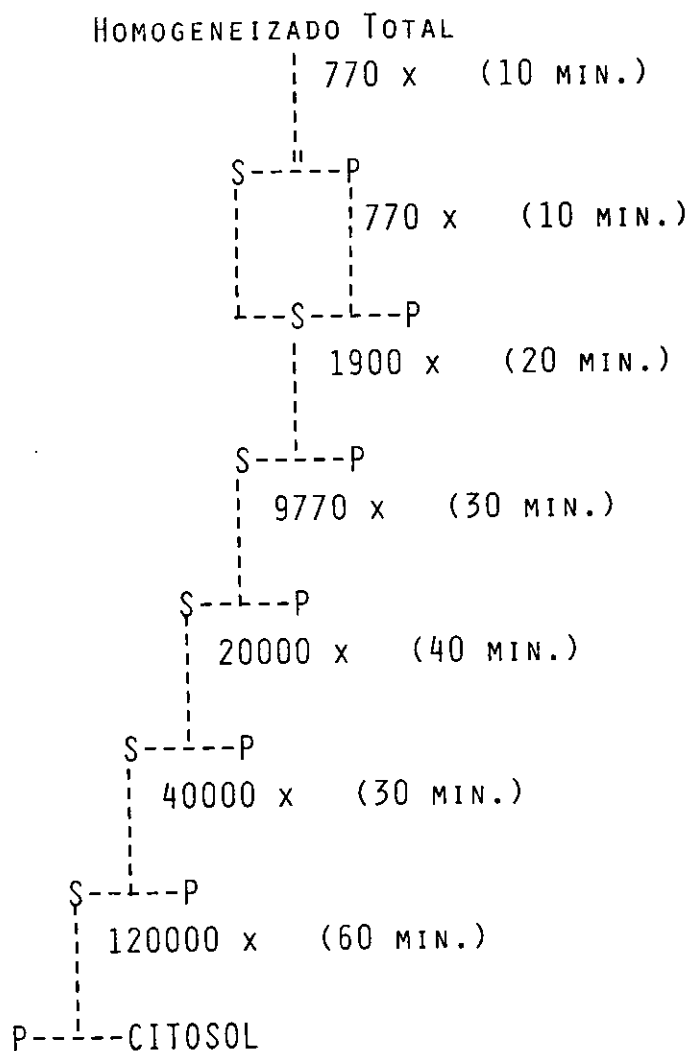 HOMOGENEIZADO TOTAL
770 x (10 MIN.)
S-----"-----P
770 x (10 MIN.)
---S-----P
1900 x (20 MIN.)
S-----P
9770 x (30 MIN.)
S-----P
20000 x (40 MIN.)
S-----P
40000 x (30 MIN.)
S-----P
120000 x (60 MIN.)
P-----CITOSOL